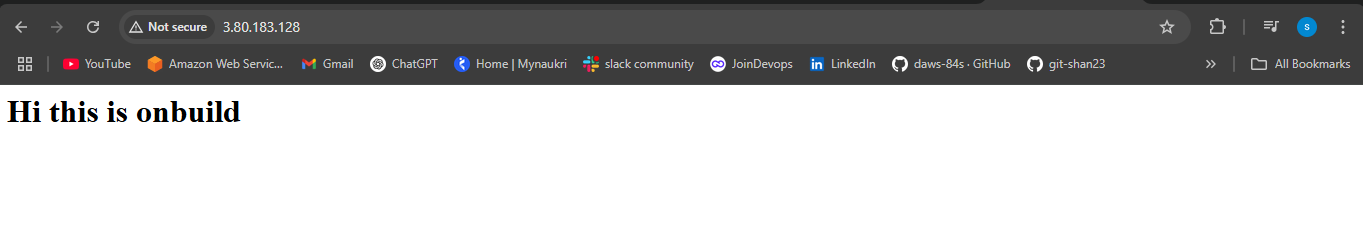 Not secure 3.80.183.128 s
YouTube Amazon Web Servic... Gmail ChatGPT Home | Mynaukri slack community JoinDevops LinkedIn daws-84s · GitHub git-shan23 » All Bookmarks
Hi this is onbuild